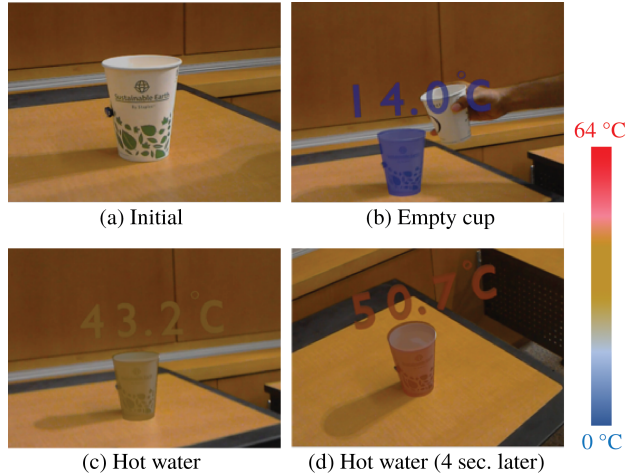 Sustainable Earth
14.0°C
(a) Initial
(b) Empty cup
64 °C
43.2°C
50.7°C
(c) Hot water
(d) Hot water (4 sec. later)
0 °C